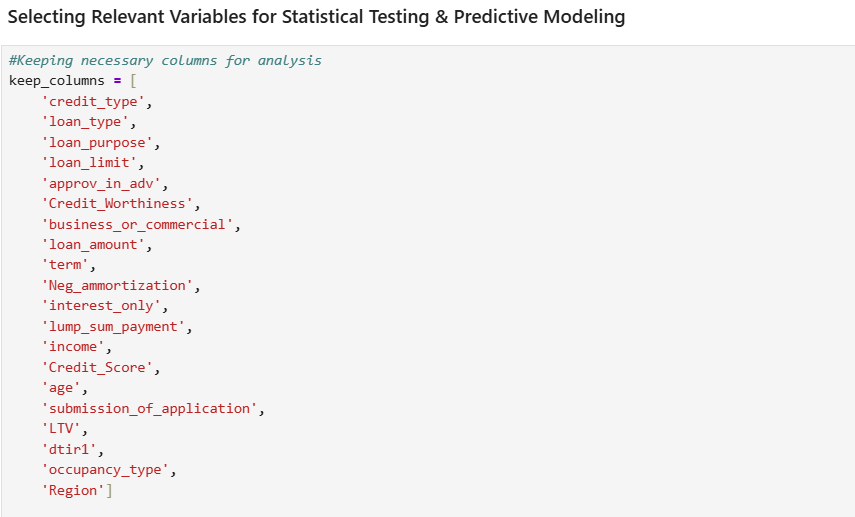 Selecting Relevant Variables for Statistical Testing & Predictive Modeling
#Keeping necessary columns for analysis
keep_columns = [
    'credit_type',
    'loan_type',
    'loan_purpose',
    'loan_limit',
    'approv_in_adv',
    'Credit_Worthiness',
    'business_or_commercial',
    'loan_amount',
    'term',
    'Neg_ammortization',
    'interest_only',
    'lump_sum_payment',
    'income',
    'Credit_Score',
    'age',
    'submission_of_application',
    'LTV',
    'dtir1',
    'occupancy_type',
    'Region']